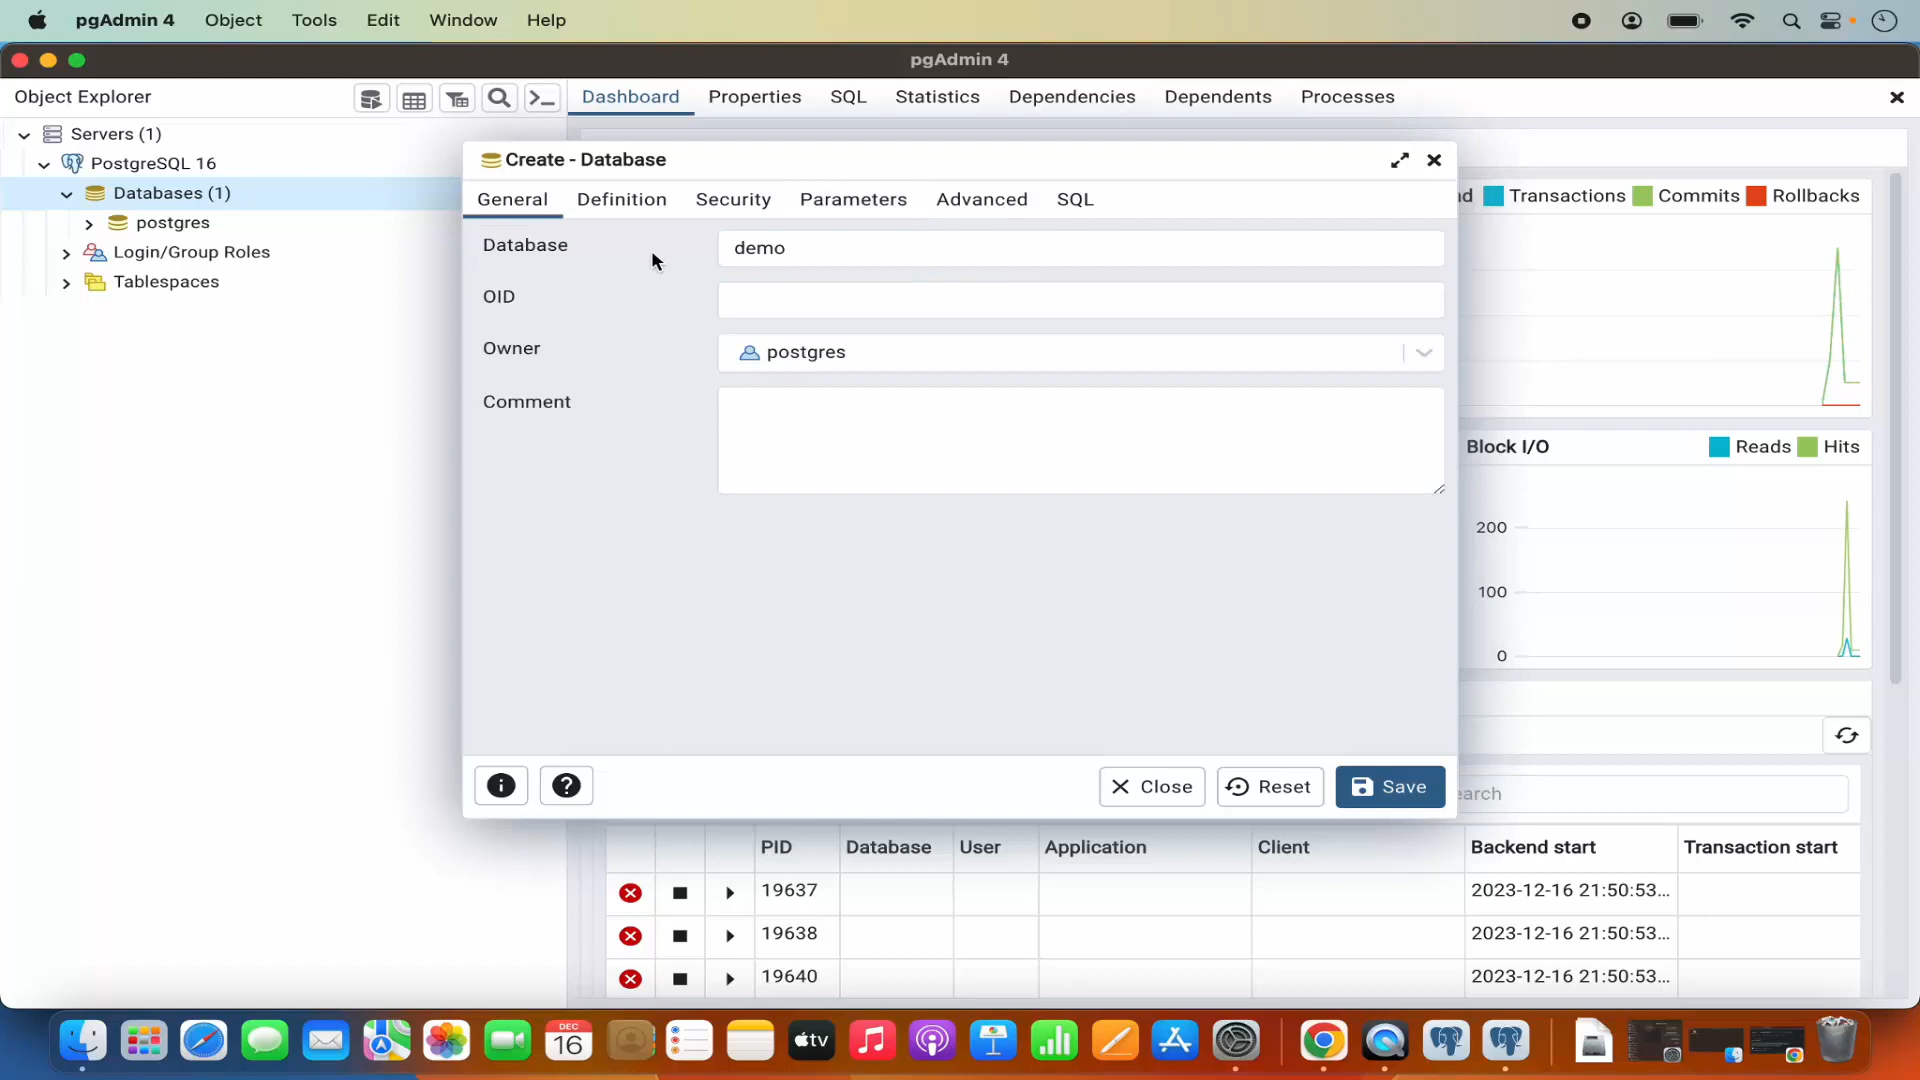 pgAdmin 4 Object Tools Edit Window Help
pgAdmin 4
Object Explorer
Dashboard Properties SQL Statistics Dependencies Dependents Processes
Servers (1)
PostgreSQL 16
Databases (1)
postgres
Login/Group Roles
Tablespaces
Create - Database
General Definition Security Parameters Advanced SQL
Database demo
OID
Owner postgres
Comment
Close Reset Save
Transactions Commits Rollbacks
Block I/O Reads Hits
200
100
0
PID Database User Application Client Backend start Transaction start
19637 2023-12-16 21:50:53...
19638 2023-12-16 21:50:53...
19640 2023-12-16 21:50:53...
DEC
16
tv